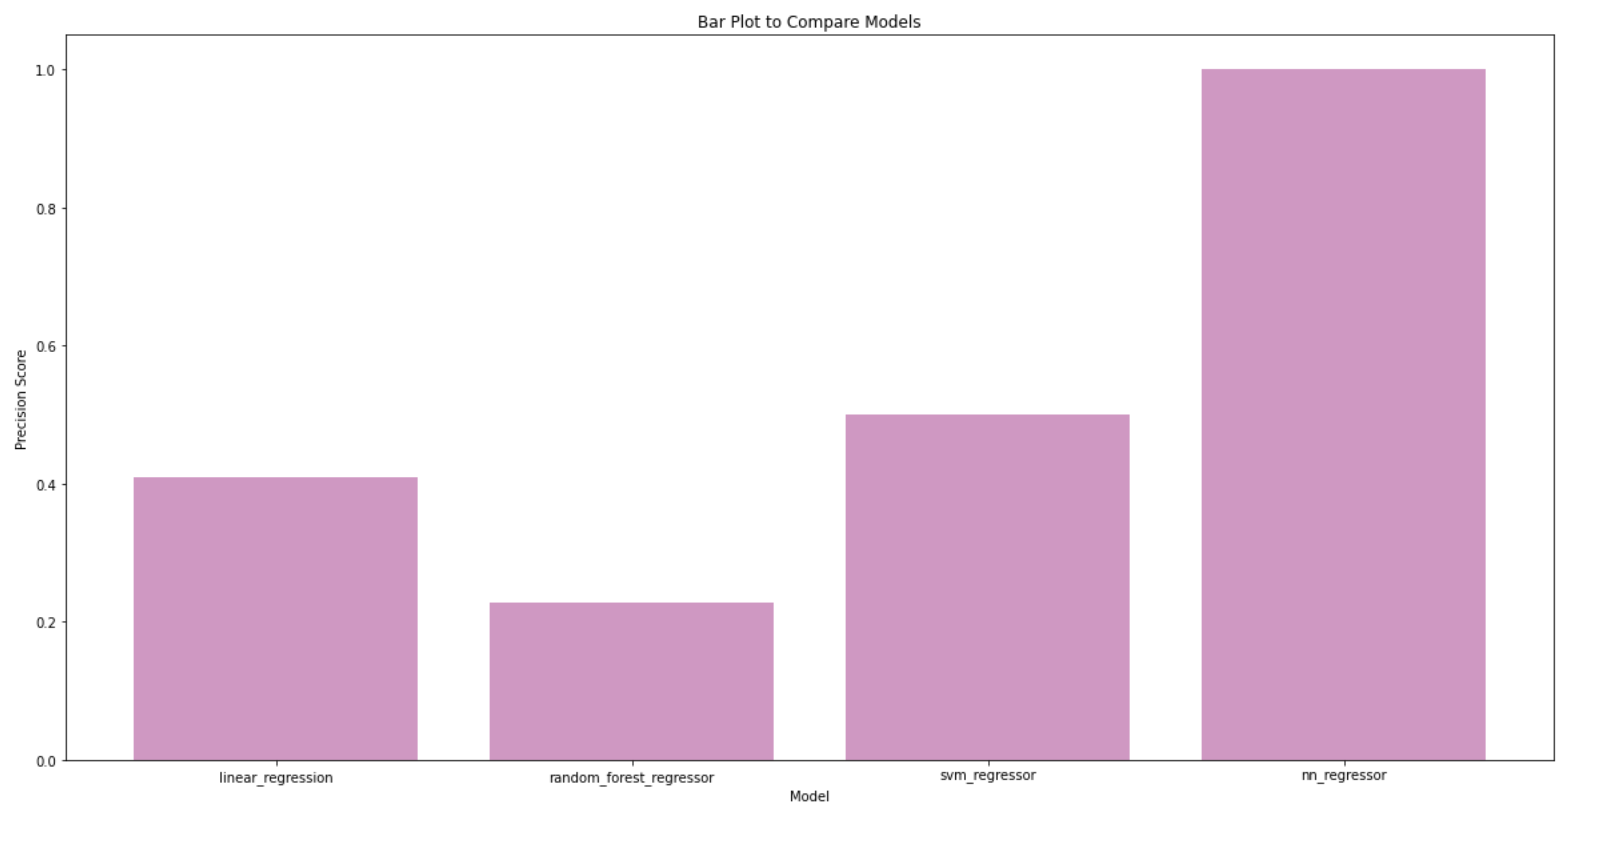 Bar Plot to Compare Models
1.0
0.8
0.6
0.4
0.2
0.0
Precision Score
linear_regression
random_forest_regressor
svm_regressor
nn_regressor
Model